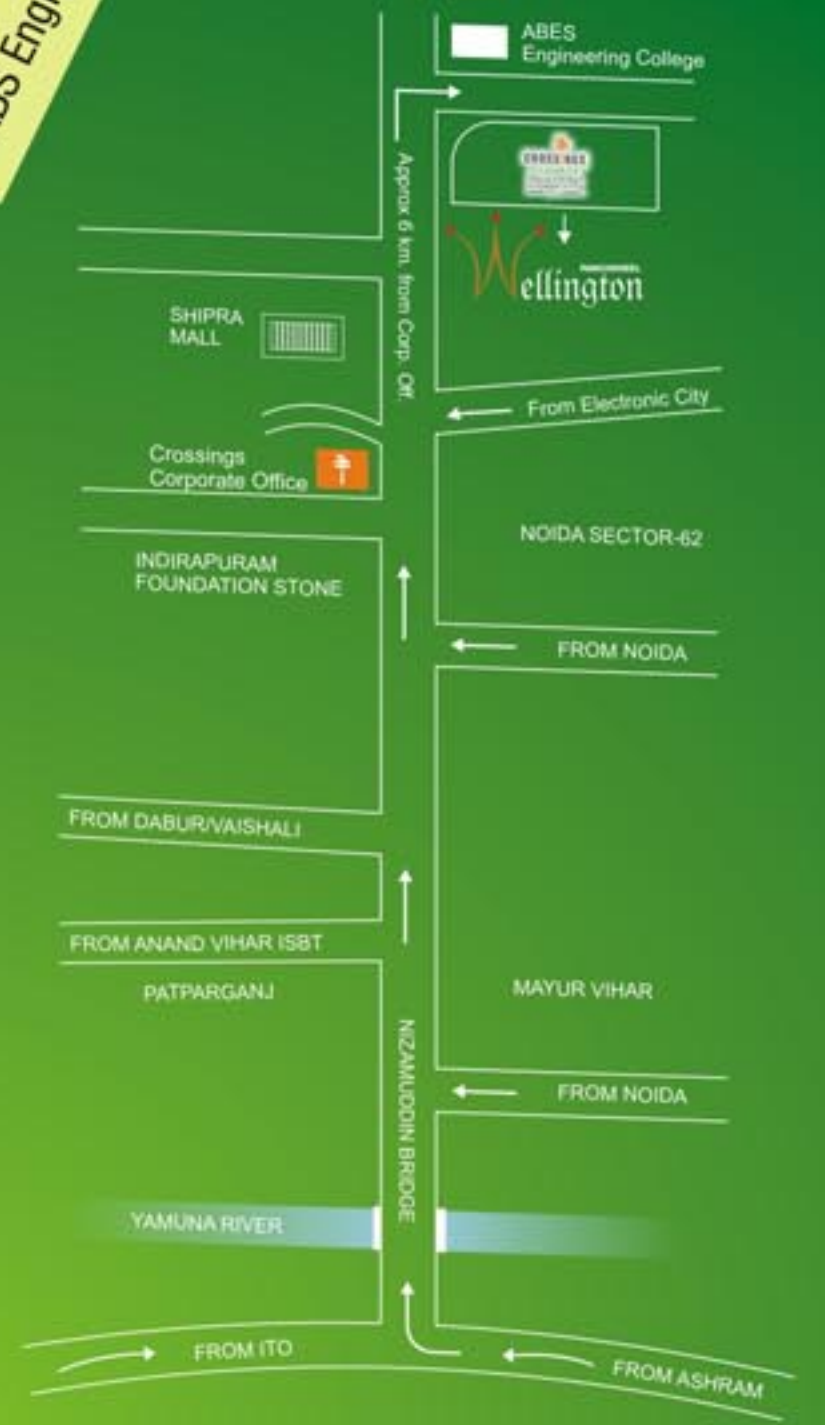 ABES
Engineering College
Approx 6 km. from Corp. Off.
CROSSINGS
Wellington
SHIPRA
MALL
From Electronic City
Crossings
Corporate Office
NOIDA SECTOR-62
INDIRAPURAM
FOUNDATION STONE
FROM NOIDA
FROM DABUR/VAISHALI
FROM ANAND VIHAR ISBT
PATPARGANJ
MAYUR VIHAR
NIZAMUDDIN BRIDGE
FROM NOIDA
YAMUNA RIVER
FROM ITO
FROM ASHRAM